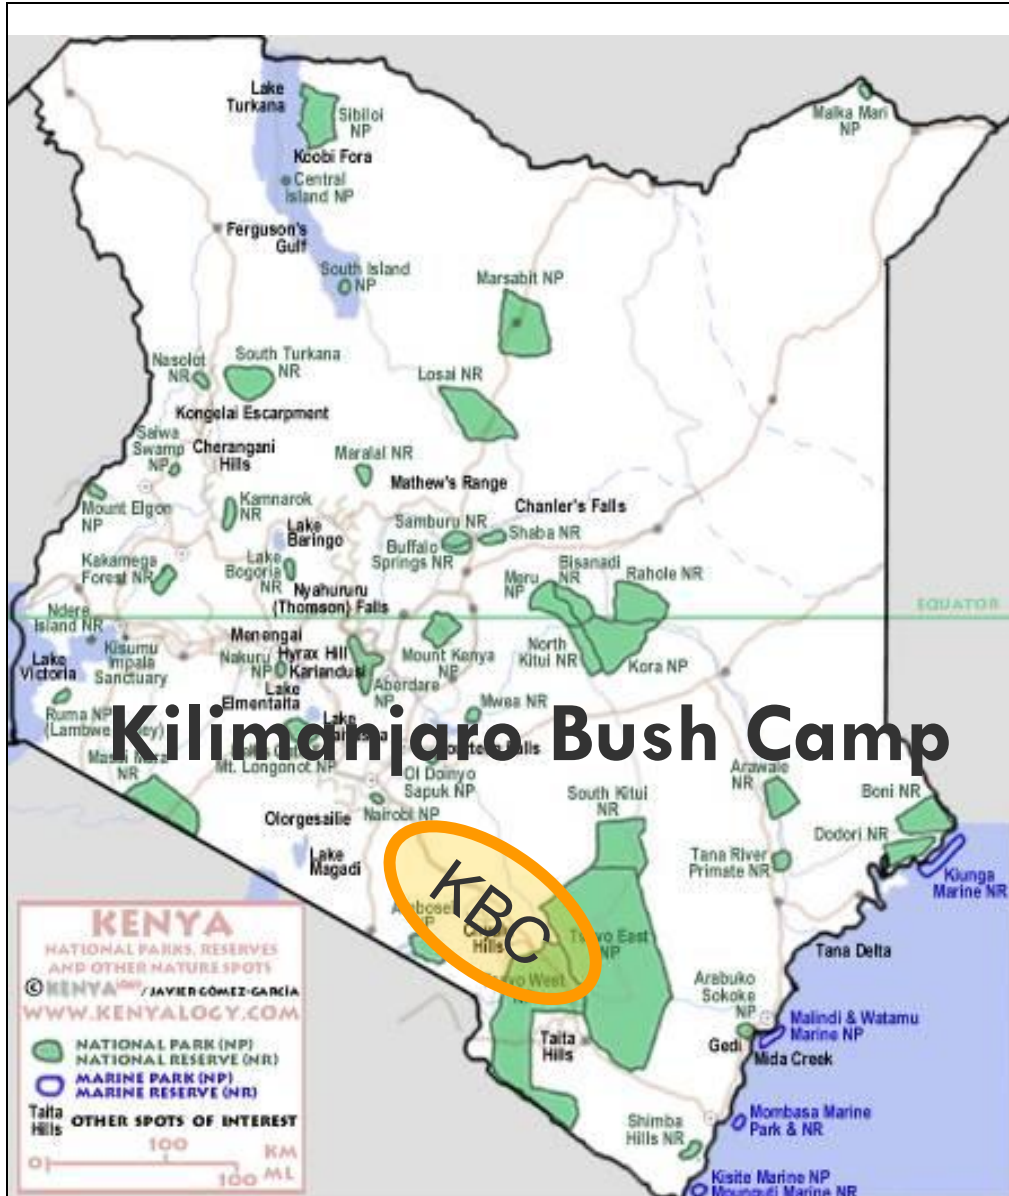 Lake
Turkana
Sibiloi
NP
Malka Mari
NP
Koobi Fora
Central
Island NP
Ferguson's
Gulf
South Island
NP
Marsabit NP
Nasolot
NR
South Turkana
NR
Losai NR
Kongelai Escarpment
Saiwa
Swamp
NP
Cherangani
Hills
Maralal NR
Mathew's Range
Mount Elgon
NP
Kamnarok
NR
Chanler's Falls
Lake
Baringo
Samburu NR
Shaba NR
Buffalo
Springs NR
Kakamega
Forest NR
Lake
Bogoria
NR
Nyahururu
(Thomson) Falls
Meru
NP
Bisanadi
NR
Rahole NR
EQUATOR
Ndere
Island NR
Kisumu
Impala
Sanctuary
Menengai
Hyrax Hill
Nakuru
NP
Kariandusi
Mount Kenya
NP
North
Kitui NR
Kora NP
Lake
Victoria
Lake
Elmentaita
Aberdare
NP
Mwea NR
Ruma NP
(Lambwe
Lake
Kilimanjaro Bush Camp
NR
Mt. Longonot NP
Falls
Ol Doinyo
Sapuk NP
Arawale
NR
South Kitui
NR
Boni NR
Olorgesailie
Nairobi NP
Dodori NR
Lake
Magadi
Tana River
Primate NR
Kiunga
Marine NR
KBC
NP
Hills
East
NP
West
Tana Delta
Arabuko
Sokoke
NP
Malindi & Watamu
Marine NP
Gedi
Mida Creek
Taita
Hills
Shimba
Hills NR
Mombasa Marine
Park & NR
Kisite Marine NP
Mpunguti Marine NR
KENYA
NATIONAL PARKS, RESERVES
AND OTHER NATURE SPOTS
© KENYALOGY / JAVIER GÓMEZ-GARCÍA
WWW.KENYALOGY.COM
NATIONAL PARK (NP)
NATIONAL RESERVE (NR)
MARINE PARK (NP)
MARINE RESERVE (NR)
Taita
Hills
OTHER SPOTS OF INTEREST
0 100 KM
100 ML